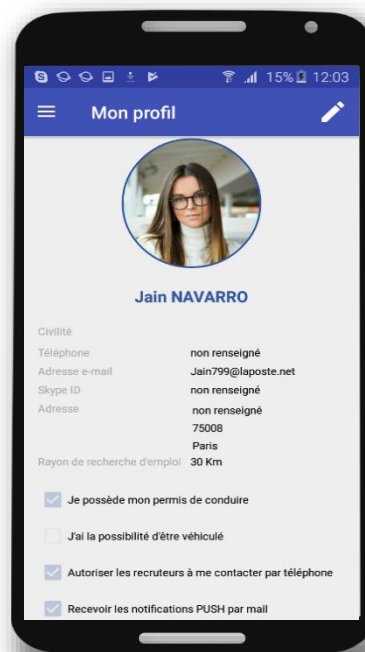 15% 12:03
Mon profil
Jain NAVARRO
Civilité
Téléphone non renseigné
Adresse e-mail Jain799@laposte.net
Skype ID non renseigné
Adresse non renseigné
75008
Paris
Rayon de recherche d'emploi 30 Km
Je possède mon permis de conduire
J'ai la possibilité d'être véhiculé
Autoriser les recruteurs à me contacter par téléphone
Recevoir les notifications PUSH par mail